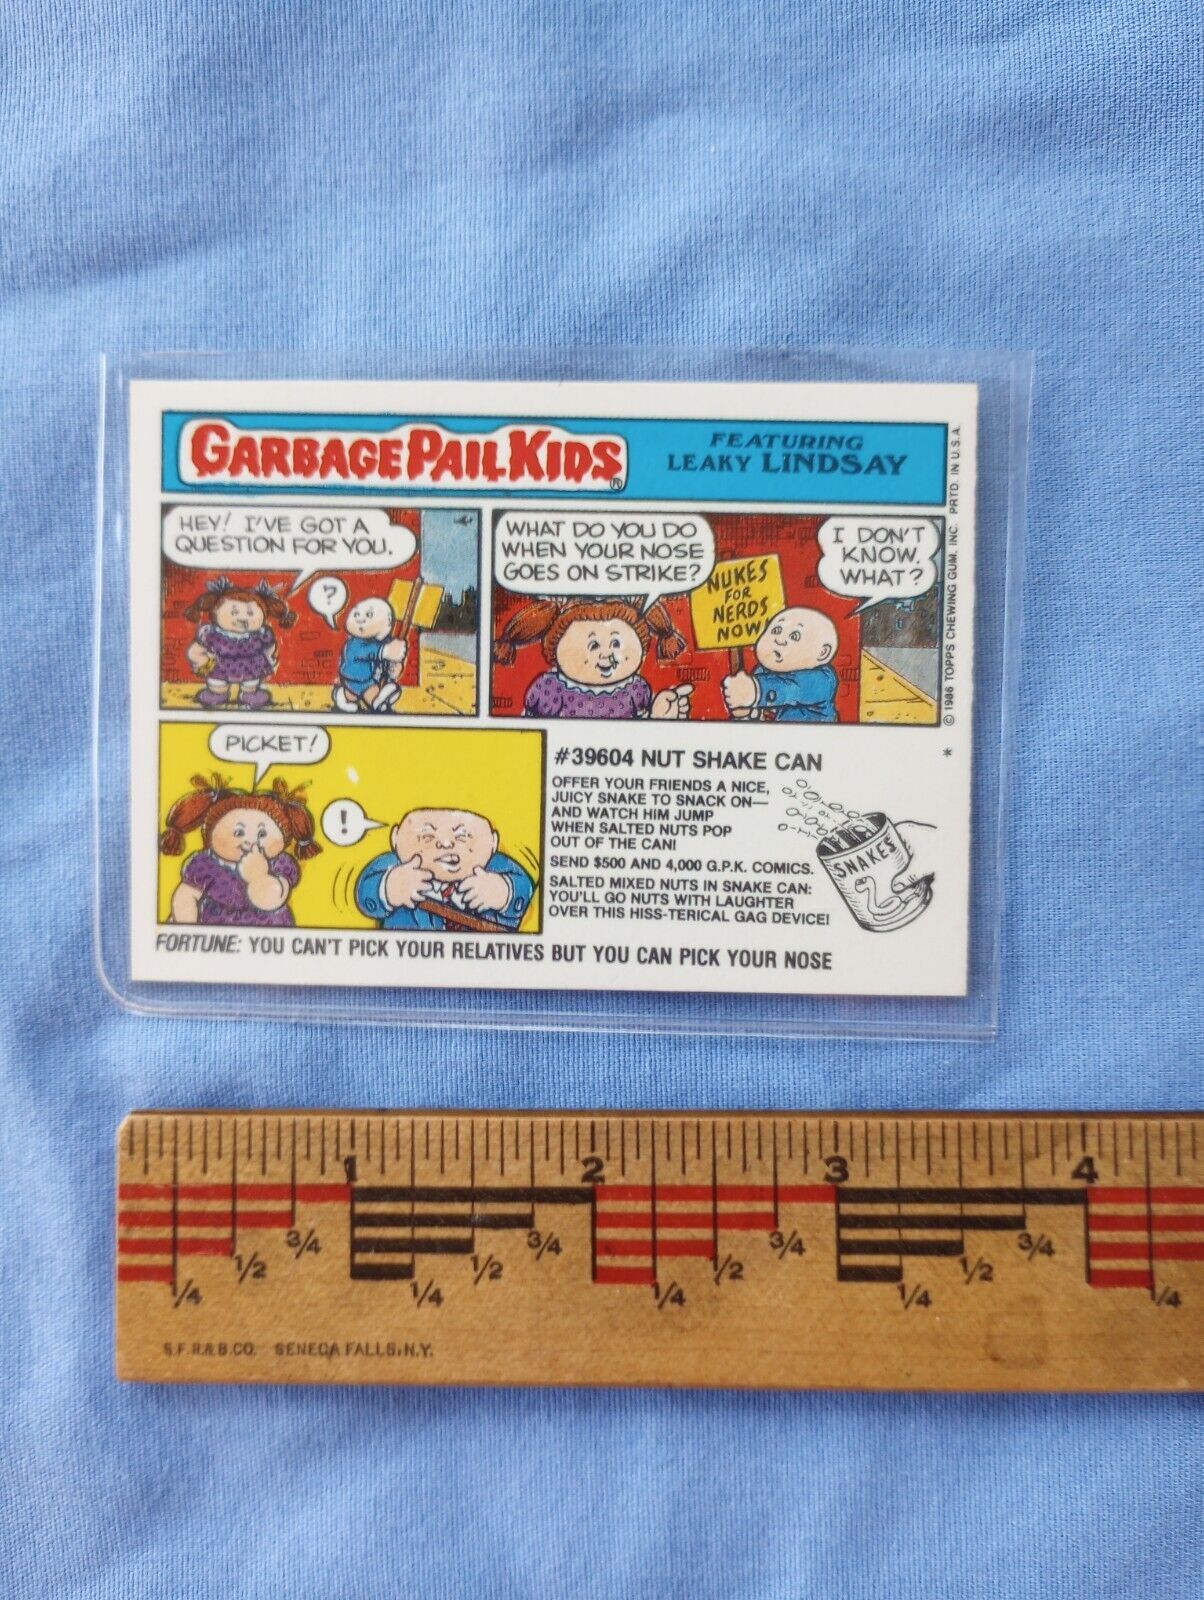 GARBAGE PAIL KIDS®
FEATURING
LEAKY LINDSAY
HEY! I'VE GOT A
QUESTION FOR YOU.
?
WHAT DO YOU DO
WHEN YOUR NOSE
GOES ON STRIKE?
NUKES
FOR
NERDS
NOW!
I DON'T
KNOW.
WHAT?
PICKET!
!
#39604 NUT SHAKE CAN
OFFER YOUR FRIENDS A NICE,
JUICY SNAKE TO SNACK ON—
AND WATCH HIM JUMP
WHEN SALTED NUTS POP
OUT OF THE CAN!
SEND $500 AND 4,000 G.P.K. COMICS.
SALTED MIXED NUTS IN SNAKE CAN:
YOU'LL GO NUTS WITH LAUGHTER
OVER THIS HISS-TERICAL GAG DEVICE!
SNAKES
FORTUNE: YOU CAN'T PICK YOUR RELATIVES BUT YOU CAN PICK YOUR NOSE
* © 1986 TOPPS CHEWING GUM, INC. PRTD. IN U.S.A.
1 2 3 4
1/4 1/2 3/4 1/4 1/2 3/4 1/4 1/2 3/4 1/4 1/2 3/4 1/4
S.F.R.& B.CO. SENECA FALLS, N.Y.